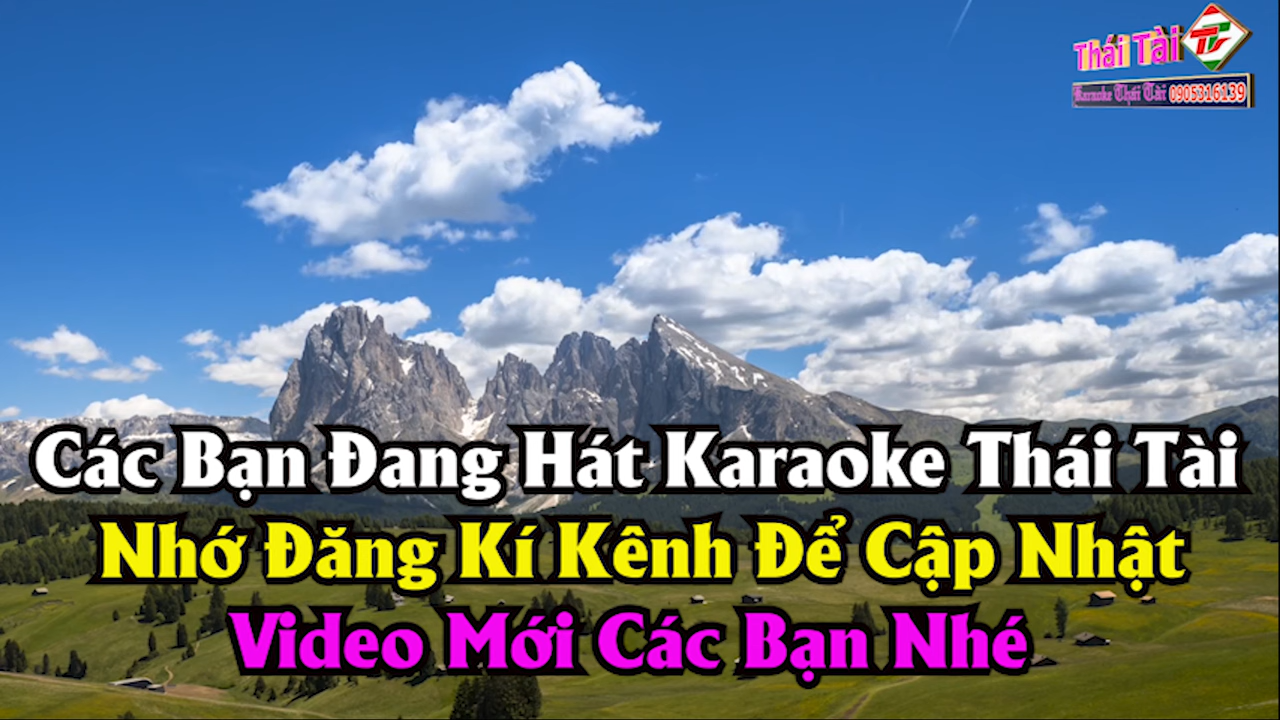 Thái Tài
Karaoke Thái Tài 0905316139
Các Bạn Đang Hát Karaoke Thái Tài
Nhớ Đăng Kí Kênh Để Cập Nhật
Video Mới Các Bạn Nhé